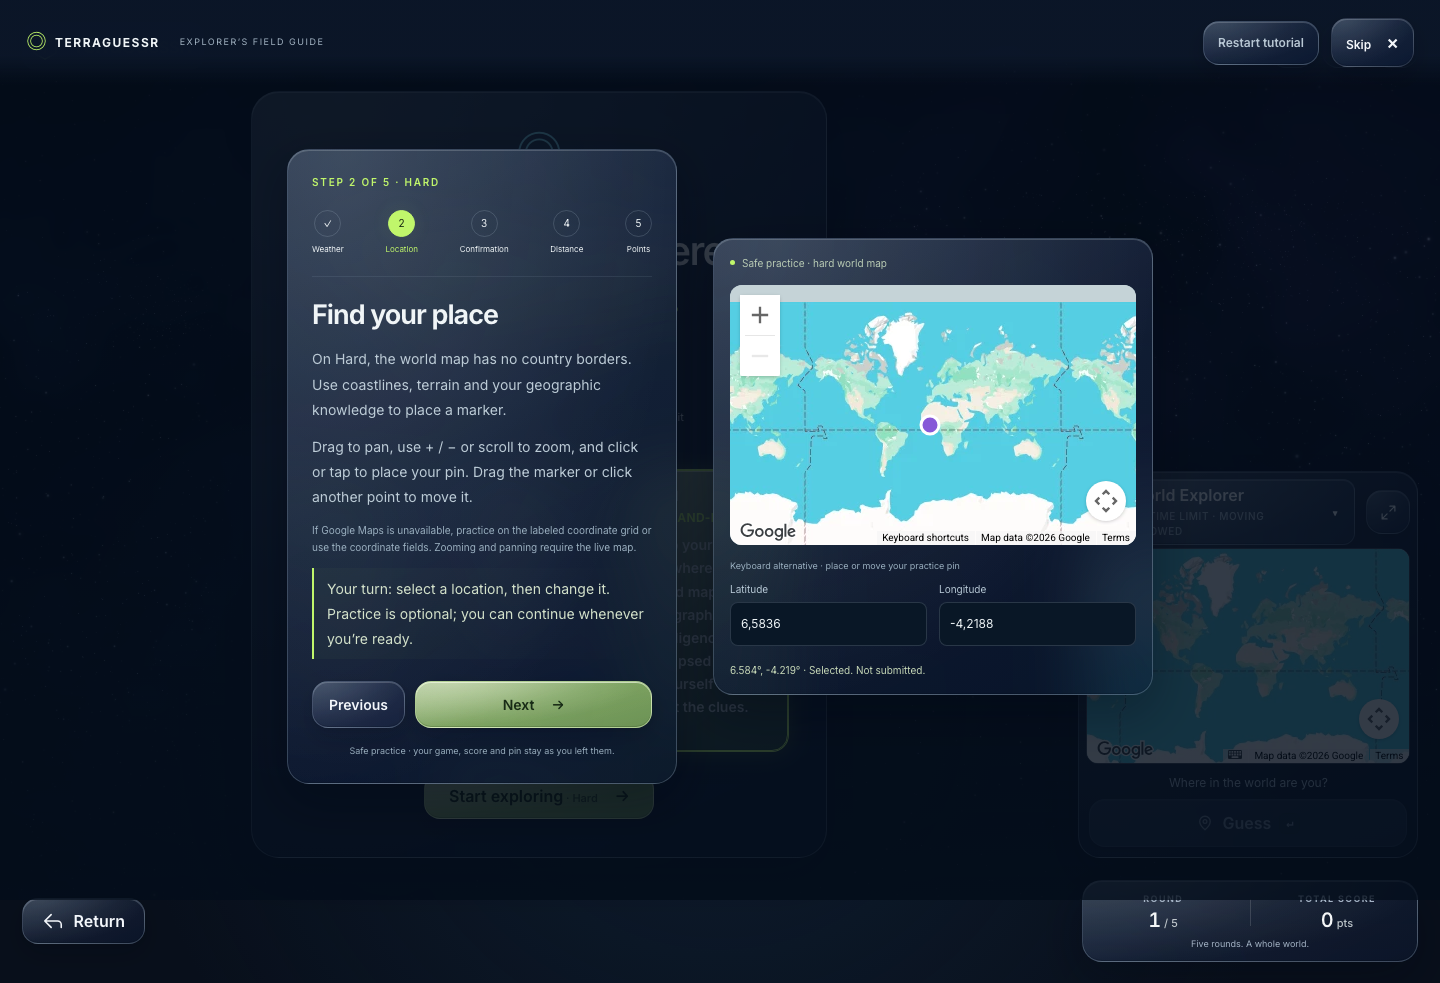 TERRAGUESSR
EXPLORER'S FIELD GUIDE
Restart tutorial
Skip ✕
STEP 2 OF 5 · HARD
✓ 2 3 4 5
Weather Location Confirmation Distance Points
Find your place
On Hard, the world map has no country borders.
Use coastlines, terrain and your geographic
knowledge to place a marker.
Drag to pan, use + / − or scroll to zoom, and click
or tap to place your pin. Drag the marker or click
another point to move it.
If Google Maps is unavailable, practice on the labeled coordinate grid or
use the coordinate fields. Zooming and panning require the live map.
Your turn: select a location, then change it.
Practice is optional; you can continue whenever
you're ready.
Previous
Next →
Safe practice · your game, score and pin stay as you left them.
Start exploring · Hard →
Safe practice · hard world map
Google
Keyboard shortcuts Map data ©2026 Google Terms
Keyboard alternative · place or move your practice pin
Latitude Longitude
6,5836 -4,2188
6.584°, -4.219° · Selected. Not submitted.
the clues.
Explorer
TIME LIMIT · MOVING
Google
Map data ©2026 Google Terms
Where in the world are you?
Guess
Return
ROUND TOTAL SCORE
1 / 5 0 pts
Five rounds. A whole world.